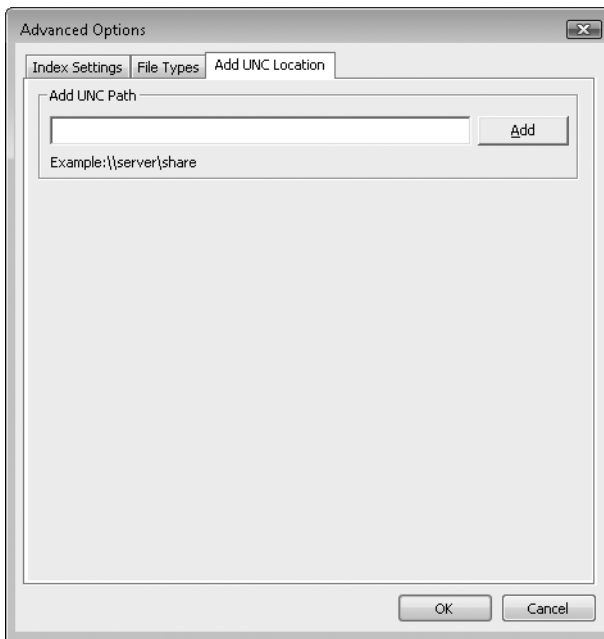 Advanced Options
Index Settings File Types Add UNC Location
Add UNC Path
Add
Example:\\server\share
OK Cancel